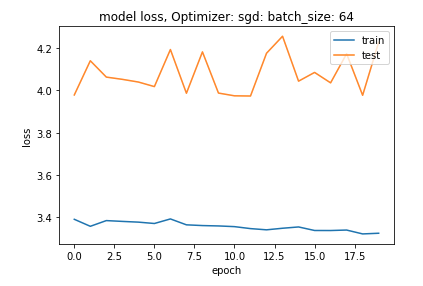 model loss, Optimizer: sgd: batch_size: 64
train
test
4.2
4.0
3.8
3.6
3.4
loss
0.0 2.5 5.0 7.5 10.0 12.5 15.0 17.5
epoch